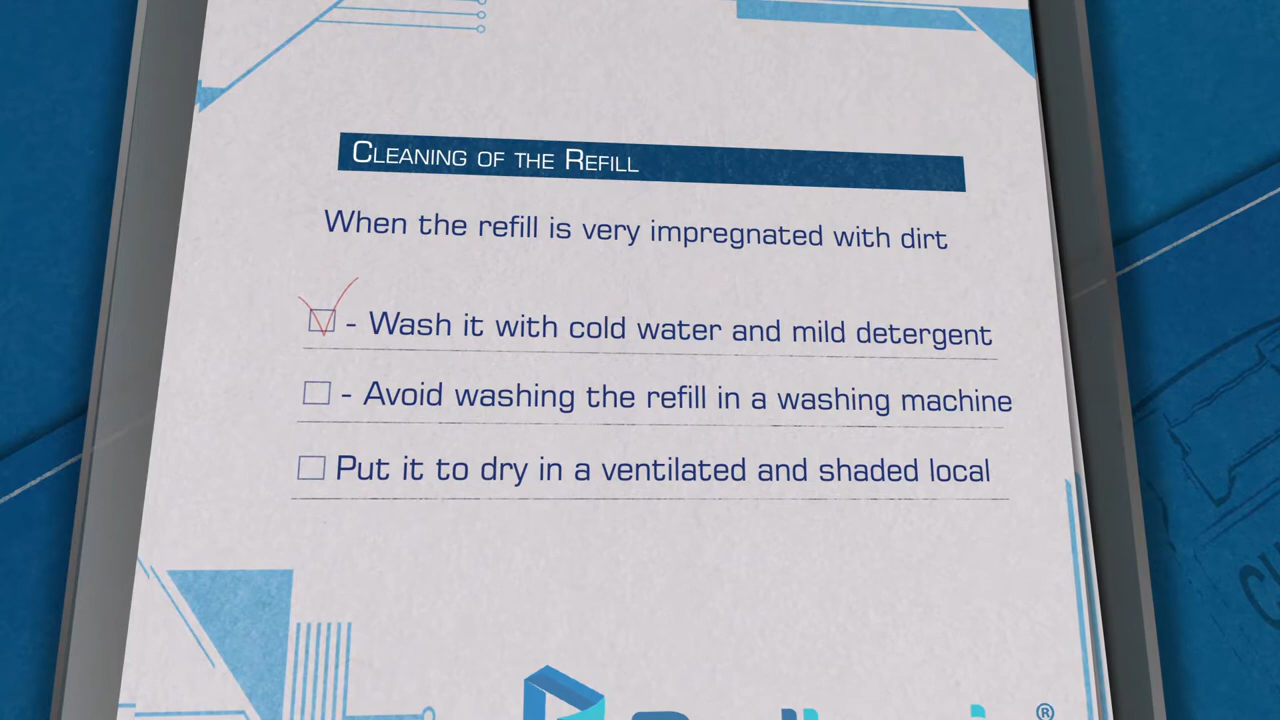 Cleaning of the Refill
When the refill is very impregnated with dirt
- Wash it with cold water and mild detergent
- Avoid washing the refill in a washing machine
Put it to dry in a ventilated and shaded local
®